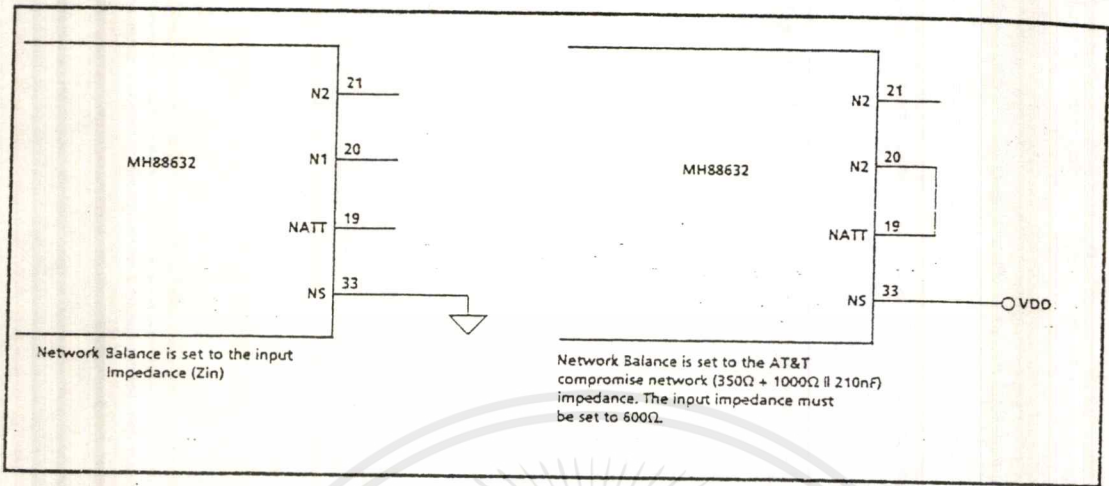 N2 21
N1 20
MH88632
NATT 19
NS 33
Network Balance is set to the input
Impedance (Zin)
N2 21
N2 20
MH88632
NATT 19
NS 33
VDD
Network Balance is set to the AT&T
compromise network (350Ω + 1000Ω || 210nF)
impedance. The input impedance must
be set to 600Ω.